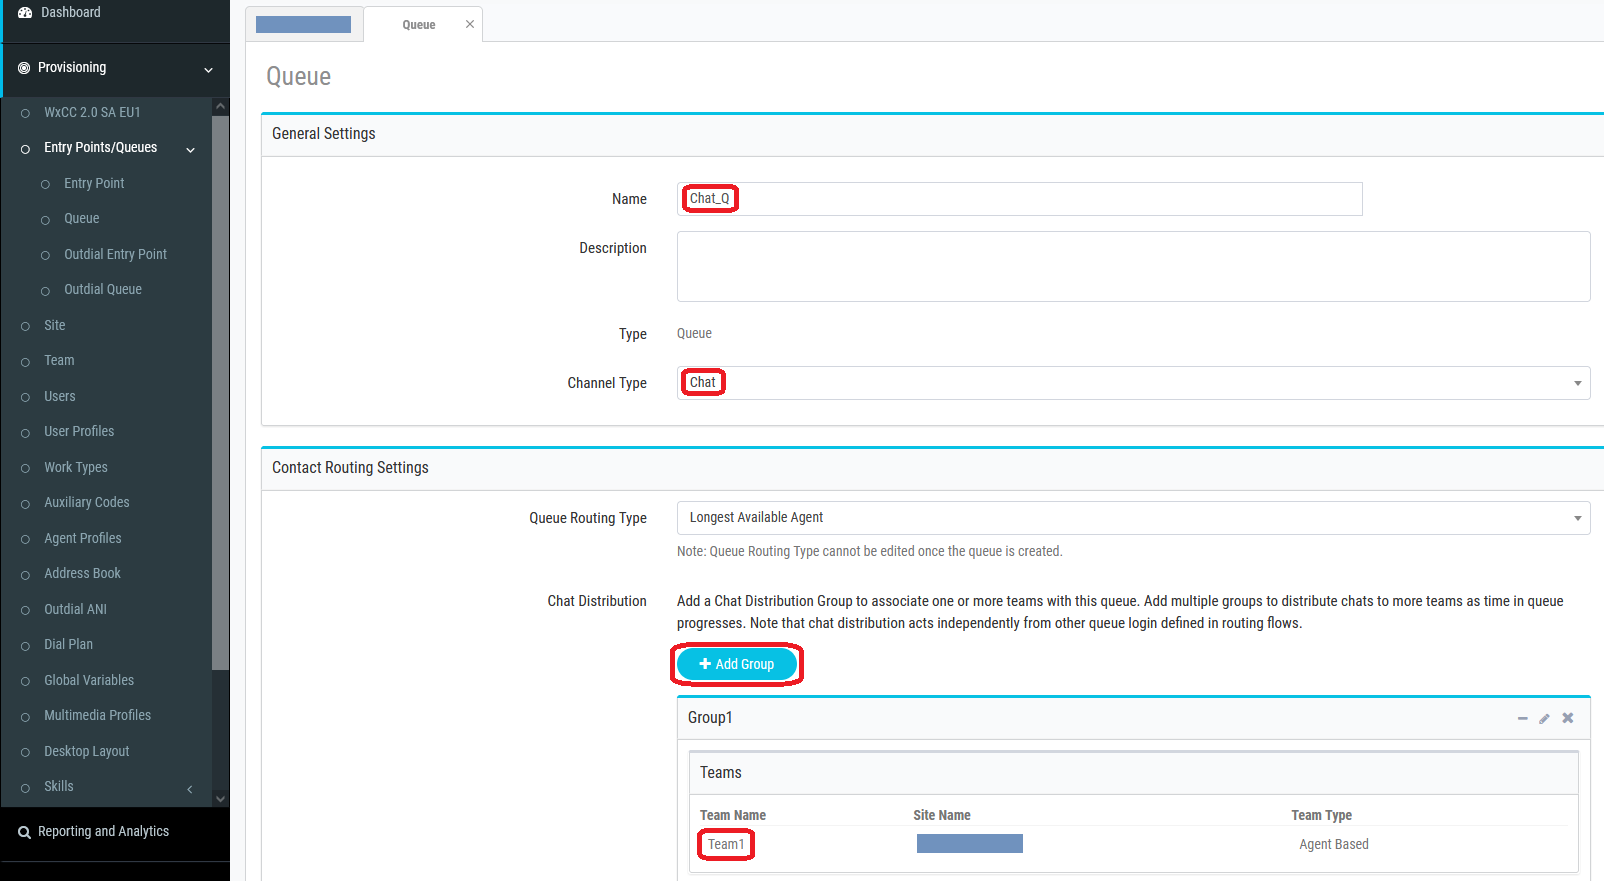 Dashboard
Provisioning
WxCC 2.0 SA EU1
Entry Points/Queues
Entry Point
Queue
Outdial Entry Point
Outdial Queue
Site
Team
Users
User Profiles
Work Types
Auxiliary Codes
Agent Profiles
Address Book
Outdial ANI
Dial Plan
Global Variables
Multimedia Profiles
Desktop Layout
Skills
Reporting and Analytics
Queue
Queue
General Settings
Name Chat_Q
Description
Type Queue
Channel Type Chat
Contact Routing Settings
Queue Routing Type Longest Available Agent
Note: Queue Routing Type cannot be edited once the queue is created.
Chat Distribution Add a Chat Distribution Group to associate one or more teams with this queue. Add multiple groups to distribute chats to more teams as time in queue
progresses. Note that chat distribution acts independently from other queue login defined in routing flows.
Add Group
Group1
Teams
Team Name Site Name Team Type
Team1 Agent Based